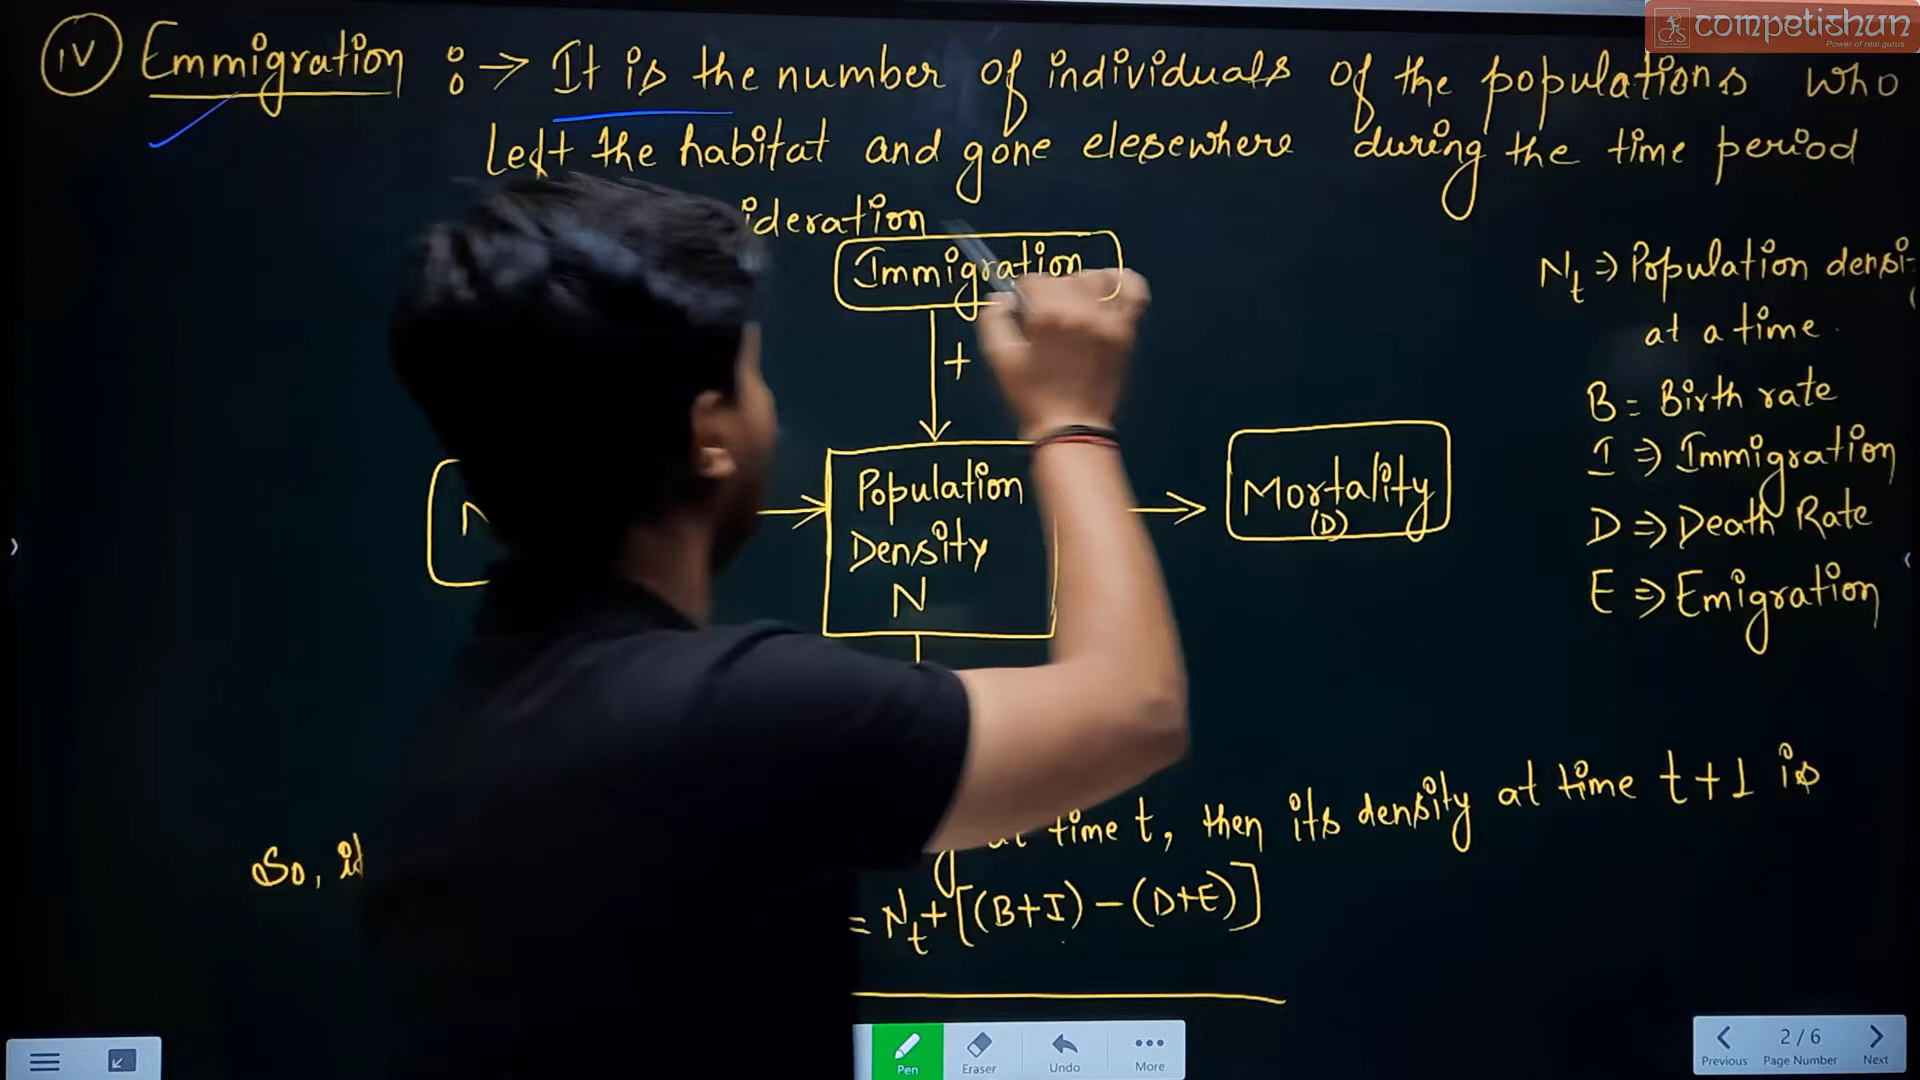 competishun
Power of real gurus
IV Emmigration :→ It is the number of individuals of the populations who
Left the habitat and gone elesewhere during the time period
ideration
Immigration
+
Nt ⇒ Population densi-
at a time.
B = Birth rate
I ⇒ Immigration
D ⇒ Death Rate
E ⇒ Emigration
N
Population
Density
N
Mortality
(D)
So, if
time t, then its density at time t+1 is
= Nt + [(B+I) – (D+E)]
Pen
Eraser
Undo
More
Previous
2 / 6
Page Number
Next